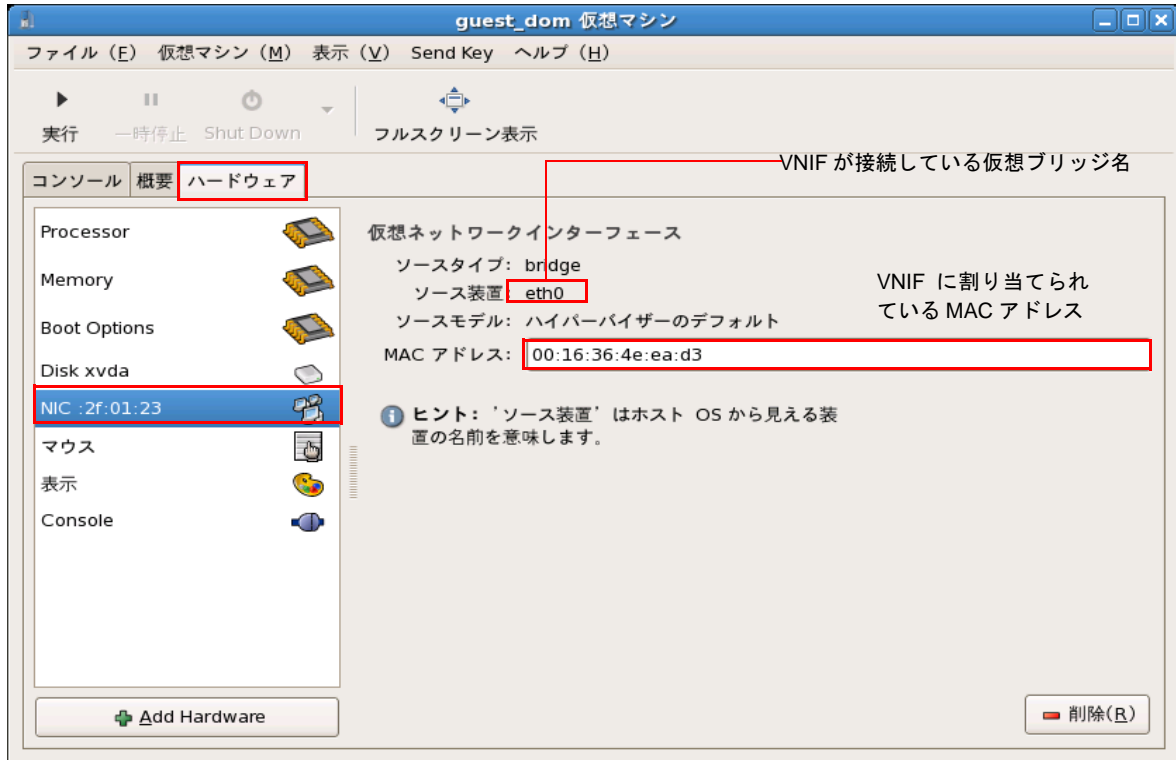 guest_dom 仮想マシン
ファイル (F) 仮想マシン (M) 表示 (V) Send Key ヘルプ (H)
実行 一時停止 Shut Down フルスクリーン表示
VNIF が接続している仮想ブリッジ名
コンソール 概要 ハードウェア
Processor
Memory
Boot Options
Disk xvda
NIC :2f:01:23
マウス
表示
Console
Add Hardware
仮想ネットワークインターフェース
ソースタイプ: bridge
ソース装置: eth0
ソースモデル: ハイパーバイザーのデフォルト
MAC アドレス: 00:16:36:4e:ea:d3
VNIF に割り当てられ
ている MAC アドレス
ヒント: 'ソース装置' はホスト OS から見える装
置の名前を意味します。
削除(R)